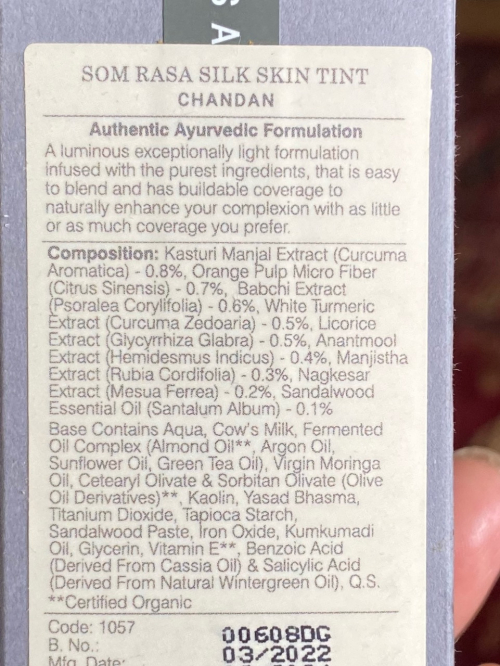 S A
SOM RASA SILK SKIN TINT
CHANDAN
Authentic Ayurvedic Formulation
A luminous exceptionally light formulation
infused with the purest ingredients, that is easy
to blend and has buildable coverage to
naturally enhance your complexion with as little
or as much coverage you prefer.
Composition: Kasturi Manjal Extract (Curcuma
Aromatica) - 0.8%, Orange Pulp Micro Fiber
(Citrus Sinensis) - 0.7%, Babchi Extract
(Psoralea Corylifolia) - 0.6%, White Turmeric
Extract (Curcuma Zedoaria) - 0.5%, Licorice
Extract (Glycyrrhiza Glabra) - 0.5%, Anantmool
Extract (Hemidesmus Indicus) - 0.4%, Manjistha
Extract (Rubia Cordifolia) - 0.3%, Nagkesar
Extract (Mesua Ferrea) - 0.2%, Sandalwood
Essential Oil (Santalum Album) - 0.1%
Base Contains Aqua, Cow's Milk, Fermented
Oil Complex (Almond Oil**, Argon Oil,
Sunflower Oil, Green Tea Oil), Virgin Moringa
Oil, Cetearyl Olivate & Sorbitan Olivate (Olive
Oil Derivatives)**, Kaolin, Yasad Bhasma,
Titanium Dioxide, Tapioca Starch,
Sandalwood Paste, Iron Oxide, Kumkumadi
Oil, Glycerin, Vitamin E**, Benzoic Acid
(Derived From Cassia Oil) & Salicylic Acid
(Derived From Natural Wintergreen Oil), Q.S.
**Certified Organic
Code: 1057
B. No.: 00608DG
Mfg. Date: 03/2022